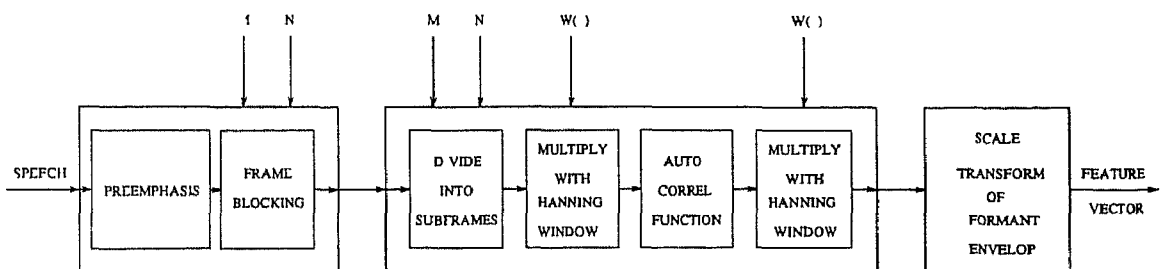 1 N M N W( ) W( )
SPEECH
PREEMPHASIS
FRAME
BLOCKING
D VIDE
INTO
SUBFRAMES
MULTIPLY
WITH
HANNING
WINDOW
AUTO
CORREL
FUNCTION
MULTIPLY
WITH
HANNING
WINDOW
SCALE
TRANSFORM
OF
FORMANT
ENVELOP
FEATURE
VECTOR